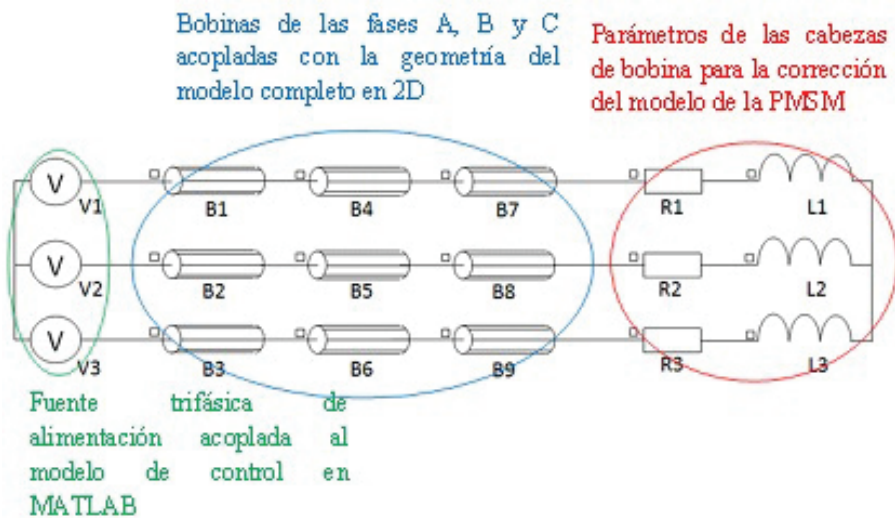 Bobinas de las fases A, B y C
acopladas con la geometría del
modelo completo en 2D
Parámetros de las cabezas
de bobina para la corrección
del modelo de la PMSM
V
V1
B1
B4
B7
R1
L1
V
V2
B2
B5
B8
R2
L2
V
V3
B3
B6
B9
R3
L3
Fuente trifásica de
alimentación acoplada al
modelo de control en
MATLAB